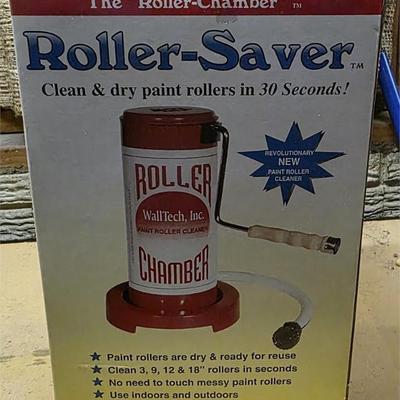 The "Roller-Chamber" TM
Roller-Saver TM
Clean & dry paint rollers in 30 Seconds!
REVOLUTIONARY
NEW
PAINT ROLLER
CLEANER
ROLLER
WallTech, Inc.
PAINT ROLLER CLEANER
CHAMBER
★ Paint rollers are dry & ready for reuse
★ Clean 3, 9, 12 & 18" rollers in seconds
★ No need to touch messy paint rollers
★ Use indoors and outdoors